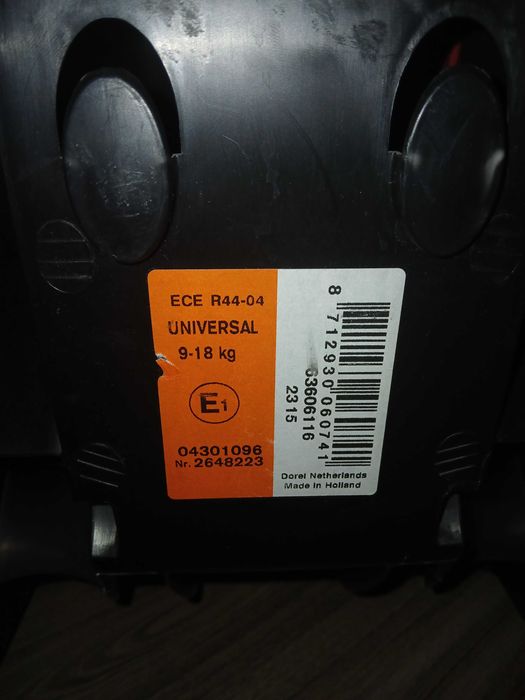 ECE R44-04
UNIVERSAL
9-18 kg
E1
04301096
Nr. 2648223
8 712930 060741
63606116
2315
Dorel Netherlands
Made in Holland